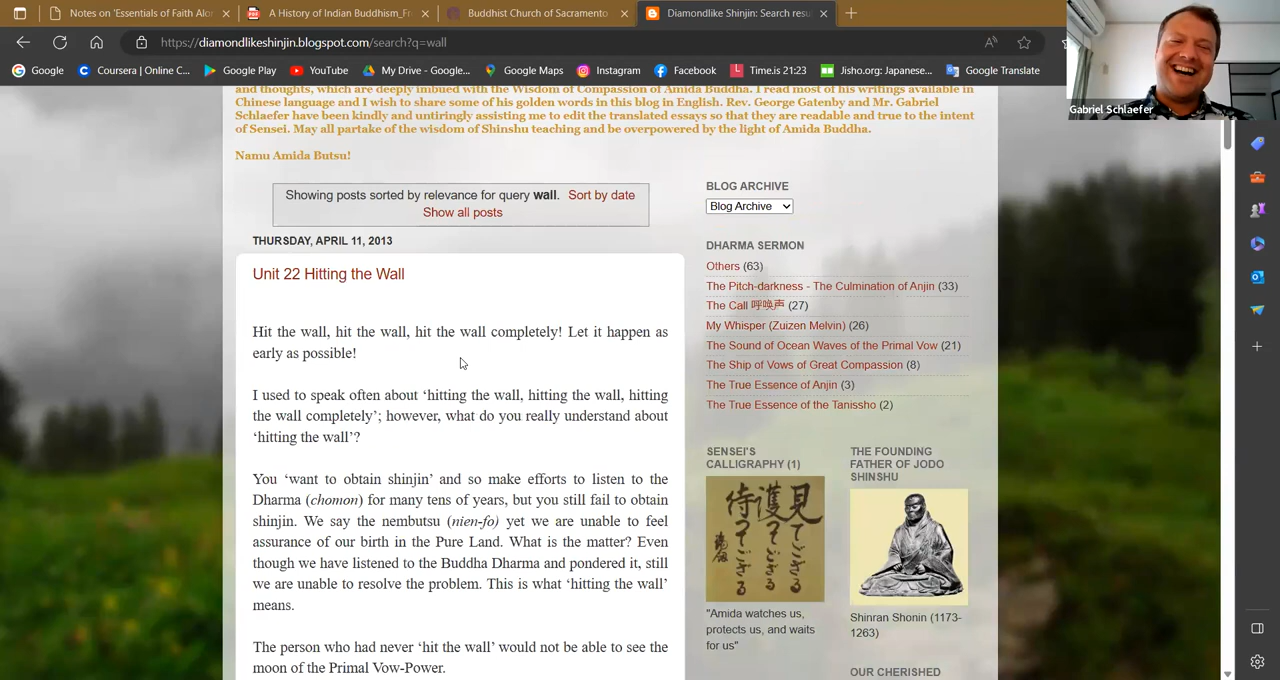 Notes on 'Essentials of Faith Alon
A History of Indian Buddhism_Fr
Buddhist Church of Sacramento
Diamondlike Shinjin: Search resu
https://diamondlikeshinjin.blogspot.com/search?q=wall
Google
Coursera | Online C...
Google Play
YouTube
My Drive - Google...
Google Maps
Instagram
Facebook
Time.is 21:23
Jisho.org: Japanese...
Google Translate
Gabriel Schlaefer
and thoughts, which are deeply imbued with the Wisdom of Compassion of Amida Buddha. I read most of his writings available in
Chinese language and I wish to share some of his golden words in this blog in English. Rev. George Gatenby and Mr. Gabriel
Schlaefer have been kindly and untiringly assisting me to edit the translated essays so that they are readable and true to the intent
of Sensei. May all partake of the wisdom of Shinshu teaching and be overpowered by the light of Amida Buddha.
Namu Amida Butsu!
Showing posts sorted by relevance for query wall. Sort by date
Show all posts
THURSDAY, APRIL 11, 2013
Unit 22 Hitting the Wall
Hit the wall, hit the wall, hit the wall completely! Let it happen as
early as possible!
I used to speak often about ‘hitting the wall, hitting the wall, hitting
the wall completely’; however, what do you really understand about
‘hitting the wall’?
You ‘want to obtain shinjin’ and so make efforts to listen to the
Dharma (chomon) for many tens of years, but you still fail to obtain
shinjin. We say the nembutsu (nien-fo) yet we are unable to feel
assurance of our birth in the Pure Land. What is the matter? Even
though we have listened to the Buddha Dharma and pondered it, still
we are unable to resolve the problem. This is what ‘hitting the wall’
means.
The person who had never ‘hit the wall’ would not be able to see the
moon of the Primal Vow-Power.
BLOG ARCHIVE
Blog Archive
DHARMA SERMON
Others (63)
The Pitch-darkness - The Culmination of Anjin (33)
The Call 呼喚声 (27)
My Whisper (Zuizen Melvin) (26)
The Sound of Ocean Waves of the Primal Vow (21)
The Ship of Vows of Great Compassion (8)
The True Essence of Anjin (3)
The True Essence of the Tanissho (2)
SENSEI'S
CALLIGRAPHY (1)
見てござる
護ってござる
待ってござる
"Amida watches us,
protects us, and waits
for us"
THE FOUNDING
FATHER OF JODO
SHINSHU
Shinran Shonin (1173-
1263)
OUR CHERISHED